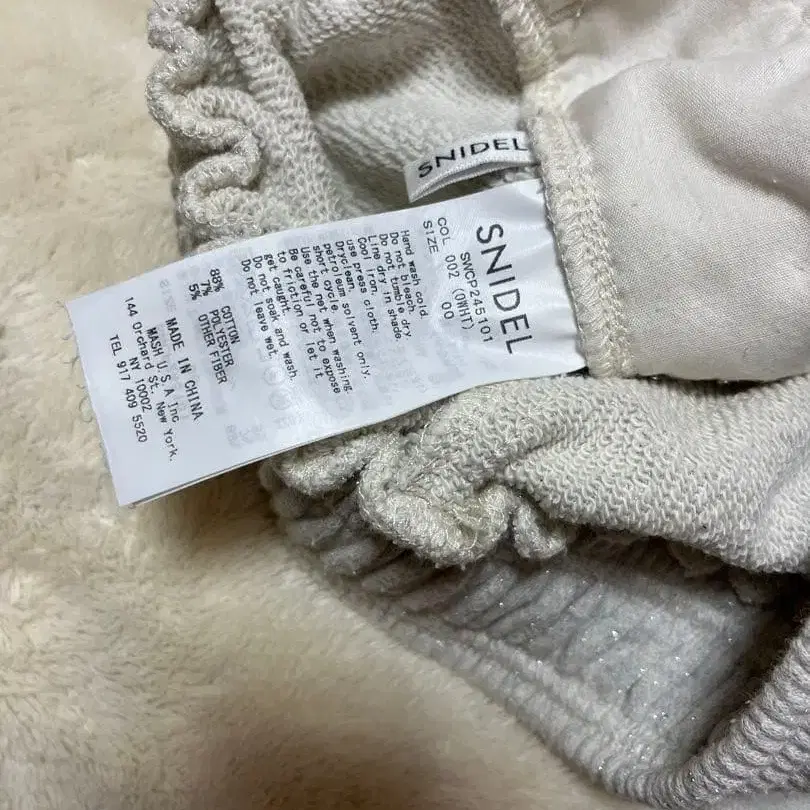 SNIDEL
SNIDEL
SWCP245101
COL 002 (OWHT)
SIZE 00
Hand wash cold.
Do not bleach.
Do not tumble dry
Line dry in shade.
Cool iron.
use press cloth.
Dryclean.
petroleum solvent only.
short cycle.
Use the net when washing.
Be careful not to expose
to friction or let it
get caught.
Do not soak and wash.
Do not leave wet.
88% COTTON
7% POLYESTER
5% OTHER FIBER
MADE IN CHINA
MASH U.S.A Inc
144 Orchard St. New York.
NY 10002
TEL 917 409 5520